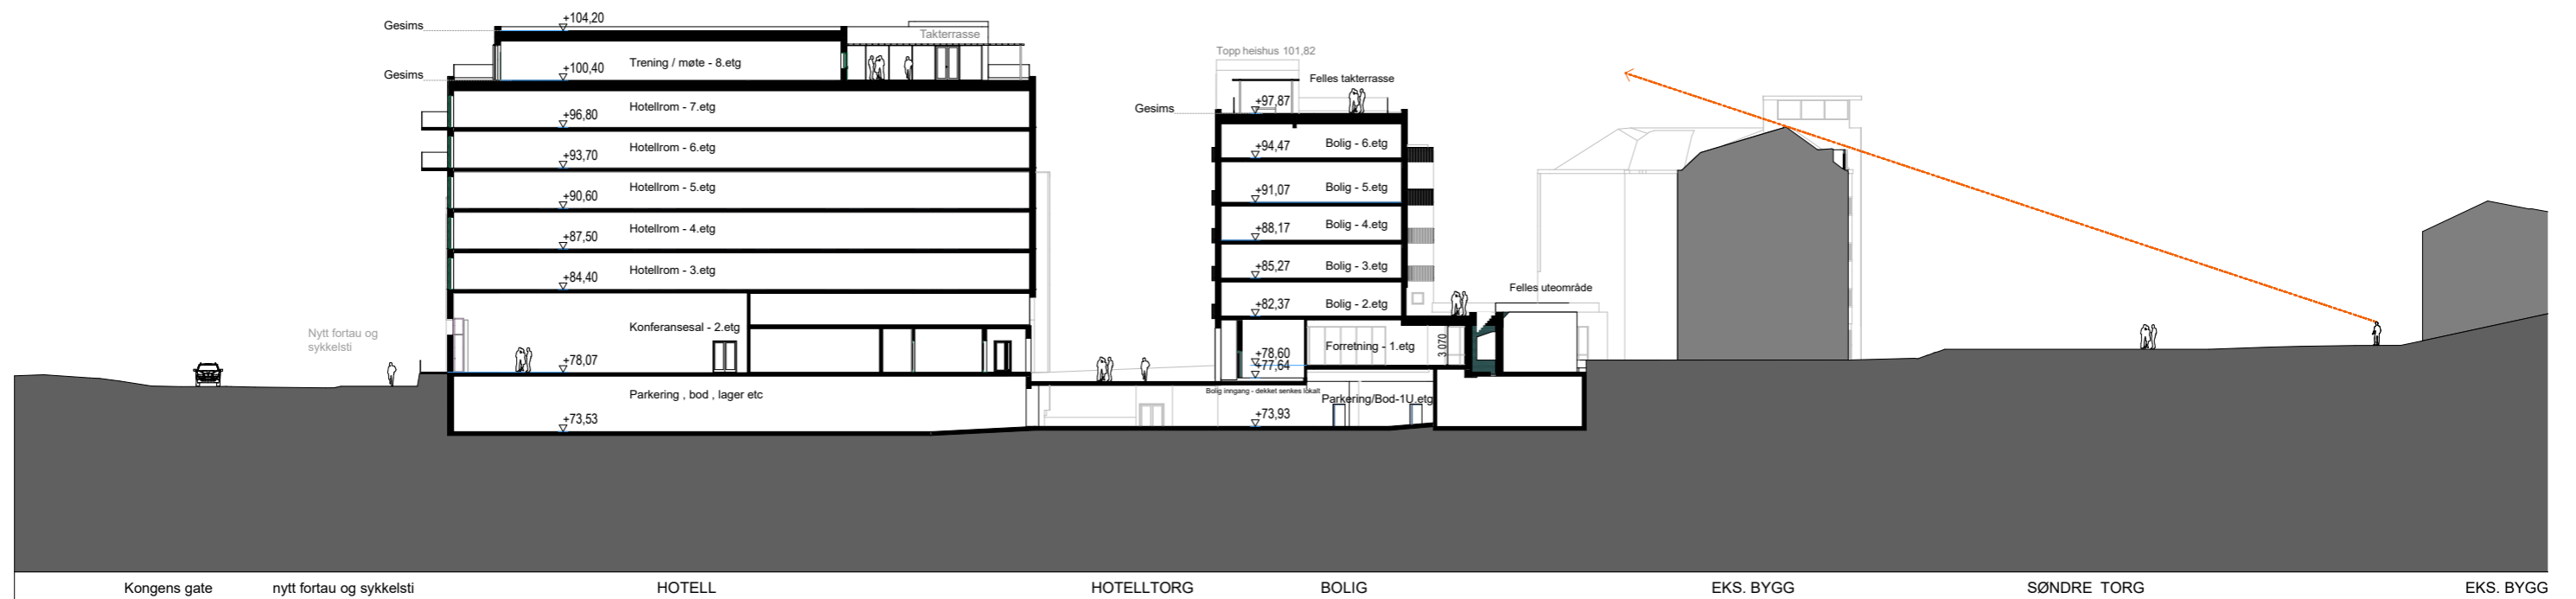 Gesims
+104,20
Takterrasse
Gesims
+100,40
Trening / møte - 8.etg
+96,80
Hotellrom - 7.etg
+93,70
Hotellrom - 6.etg
+90,60
Hotellrom - 5.etg
+87,50
Hotellrom - 4.etg
+84,40
Hotellrom - 3.etg
Konferansesal - 2.etg
Nytt fortau og
sykkelsti
+78,07
Parkering , bod , lager etc
+73,53
Topp heishus 101,82
Felles takterrasse
Gesims
+97,87
+94,47
Bolig - 6.etg
+91,07
Bolig - 5.etg
+88,17
Bolig - 4.etg
+85,27
Bolig - 3.etg
+82,37
Bolig - 2.etg
Felles uteområde
+78,60
Forretning - 1.etg
3 070
+77,64
Bolig inngang - dekket senkes lokalt
Parkering/Bod-1U.etg
+73,93
Kongens gate
nytt fortau og sykkelsti
HOTELL
HOTELLTORG
BOLIG
EKS. BYGG
SØNDRE TORG
EKS. BYGG